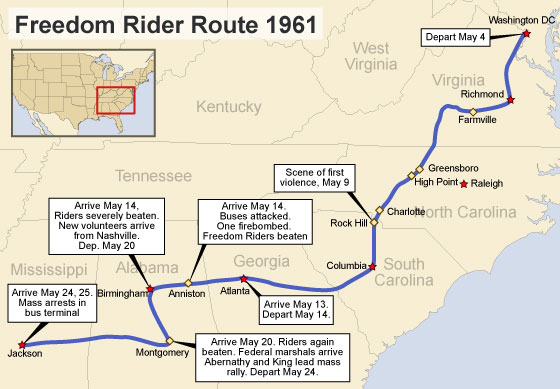 Freedom Rider Route 1961
Washington DC
Depart May 4
West
Virginia
Virginia
Richmond
Farmville
Kentucky
Greensboro
High Point
Raleigh
Tennessee
Scene of first
violence, May 9
Charlotte
North Carolina
Rock Hill
Arrive May 14,
Riders severely beaten.
New volunteers arrive
from Nashville.
Dep. May 20
Arrive May 14.
Buses attacked.
One firebombed.
Freedom Riders beaten
Mississippi
Alabama
Georgia
South
Carolina
Columbia
Arrive May 24, 25.
Mass arrests in
bus terminal
Birmingham
Anniston
Atlanta
Arrive May 13.
Depart May 14.
Jackson
Montgomery
Arrive May 20. Riders again
beaten. Federal marshals arrive
Abernathy and King lead mass
rally. Depart May 24.